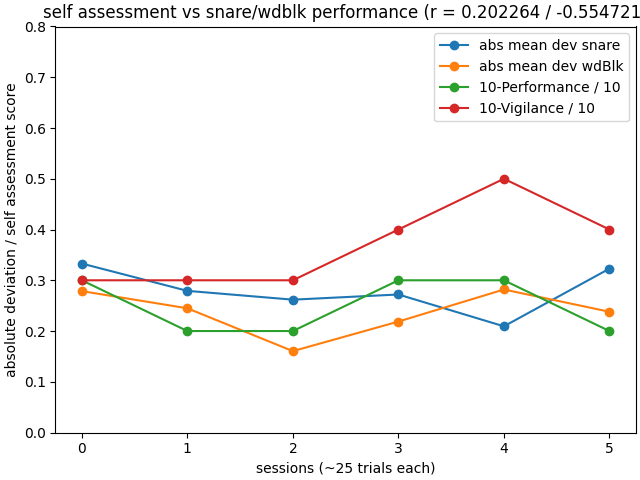 self assessment vs snare/wdblk performance (r = 0.202264 / -0.554721
abs mean dev snare
abs mean dev wdBlk
10-Performance / 10
10-Vigilance / 10
absolute deviation / self assessment score
0.8
0.7
0.6
0.5
0.4
0.3
0.2
0.1
0.0
0 1 2 3 4 5
sessions (~25 trials each)